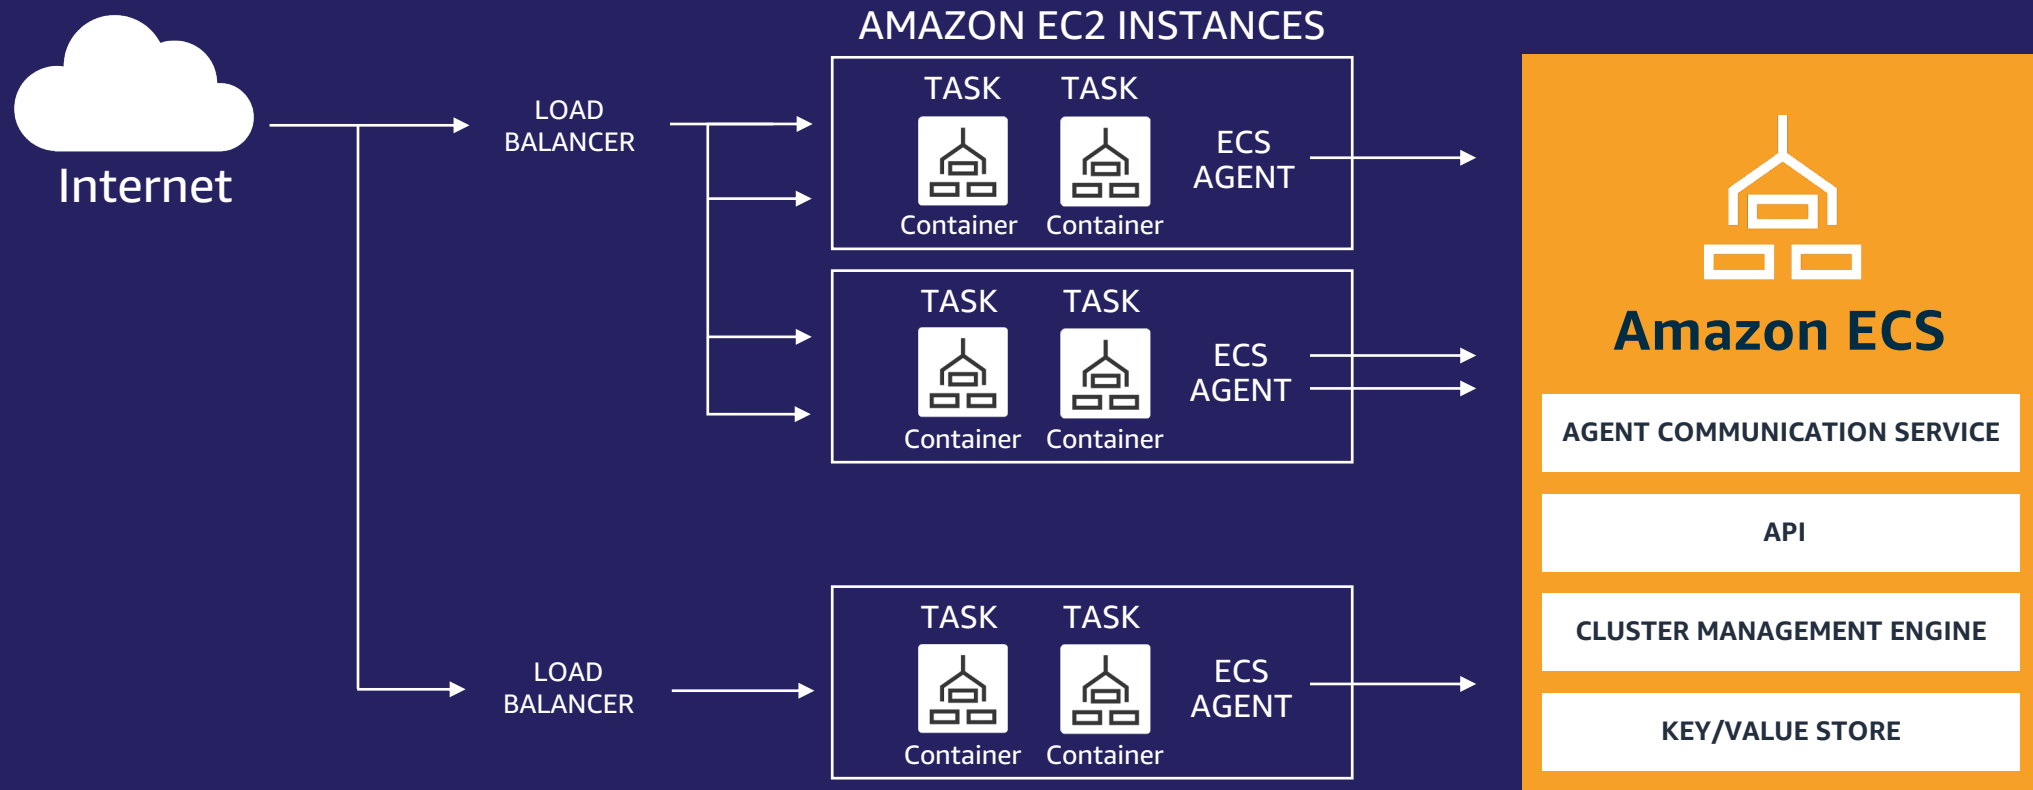 AMAZON EC2 INSTANCES
Internet
LOAD
BALANCER
TASK TASK
Container Container
ECS
AGENT
TASK TASK
Container Container
ECS
AGENT
LOAD
BALANCER
TASK TASK
Container Container
ECS
AGENT
Amazon ECS
AGENT COMMUNICATION SERVICE
API
CLUSTER MANAGEMENT ENGINE
KEY/VALUE STORE